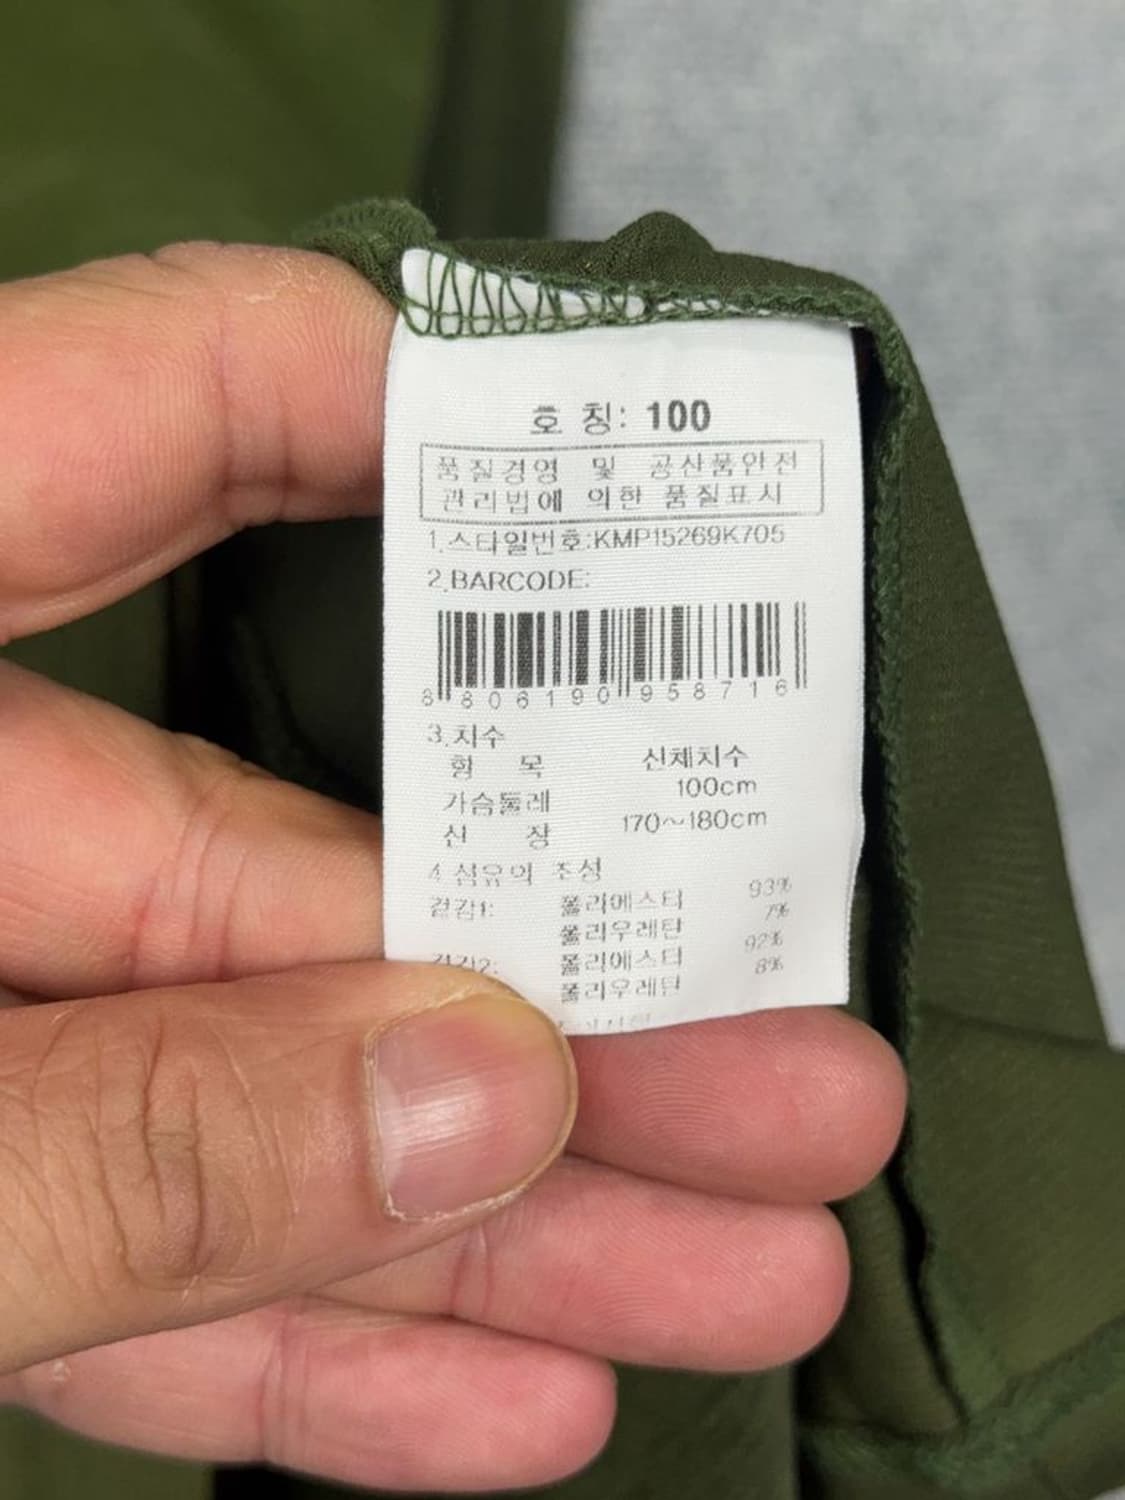 호 칭: 100
품질경영 및 공산품안전
관리법에 의한 품질표시
1.스타일번호:KMP15269K705
2.BARCODE:
8 806190 958716
3.치수
항 목 신체치수
가슴둘레 100cm
신 장 170~180cm
4.섬유의 조성
겉감1: 폴리에스터 93%
폴리우레탄 7%
겉감2: 폴리에스터 92%
폴리우레탄 8%